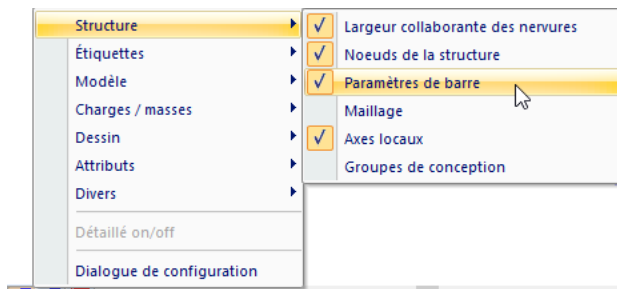 Structure
Étiquettes
Modèle
Charges / masses
Dessin
Attributs
Divers
Détaillé on/off
Dialogue de configuration
Largeur collaborante des nervures
Noeuds de la structure
Paramètres de barre
Maillage
Axes locaux
Groupes de conception